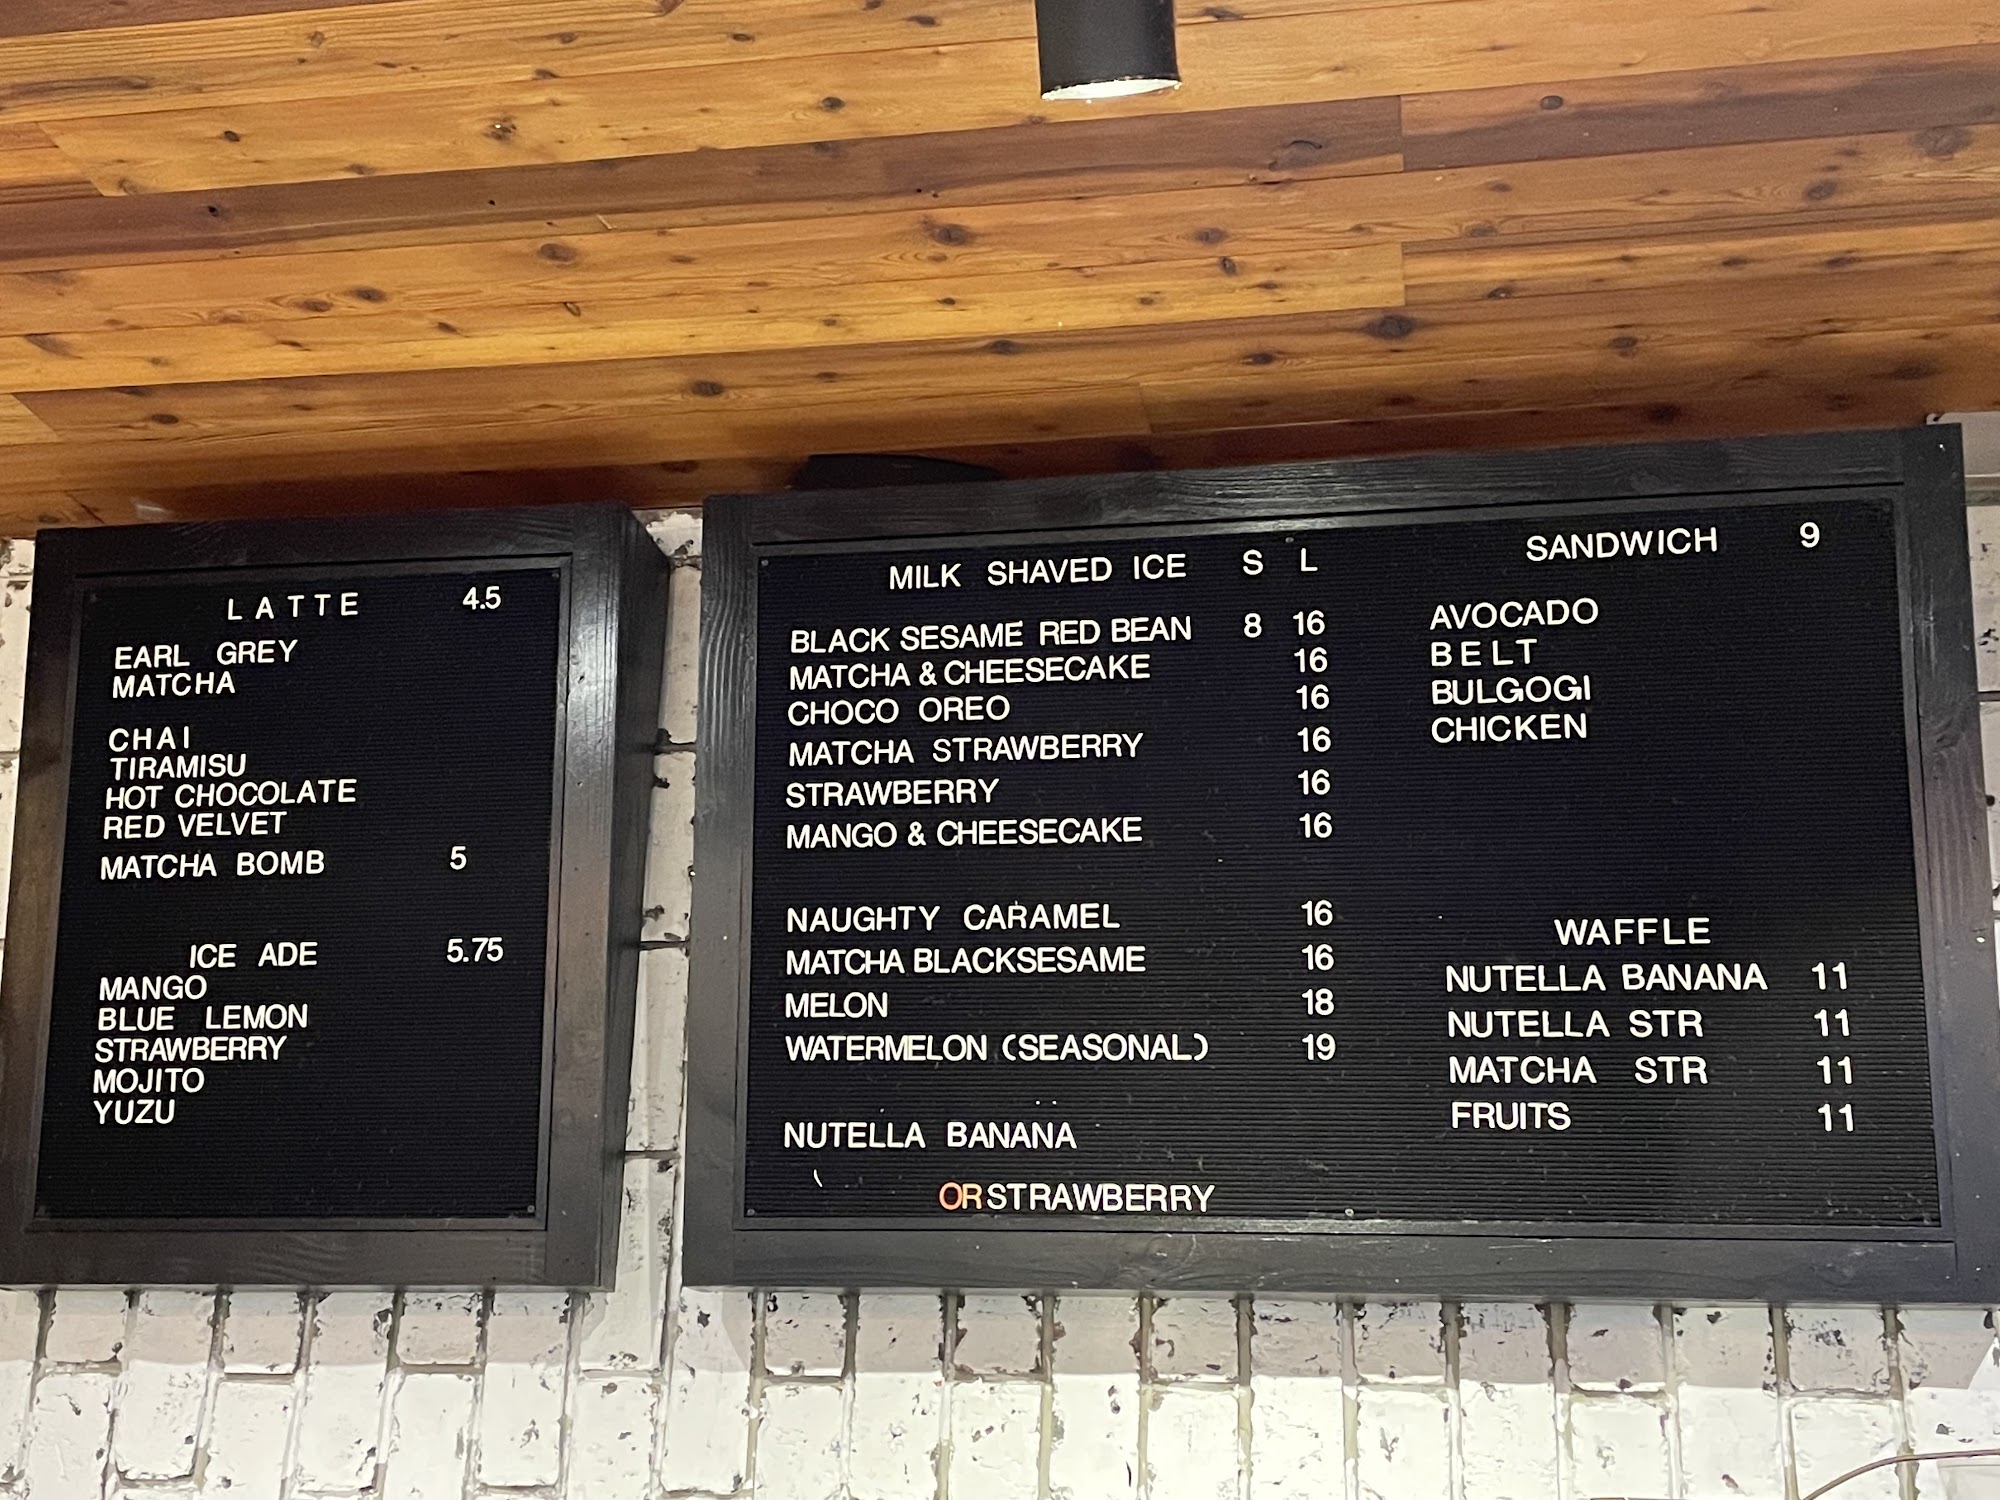 LATTE 4.5
EARL GREY
MATCHA
CHAI
TIRAMISU
HOT CHOCOLATE
RED VELVET
MATCHA BOMB 5
ICE ADE 5.75
MANGO
BLUE LEMON
STRAWBERRY
MOJITO
YUZU
MILK SHAVED ICE S L
BLACK SESAME RED BEAN 8 16
MATCHA & CHEESECAKE 16
CHOCO OREO 16
MATCHA STRAWBERRY 16
STRAWBERRY 16
MANGO & CHEESECAKE 16
NAUGHTY CARAMEL 16
MATCHA BLACKSESAME 16
MELON 18
WATERMELON (SEASONAL) 19
NUTELLA BANANA
OR STRAWBERRY
SANDWICH 9
AVOCADO
BELT
BULGOGI
CHICKEN
WAFFLE
NUTELLA BANANA 11
NUTELLA STR 11
MATCHA STR 11
FRUITS 11